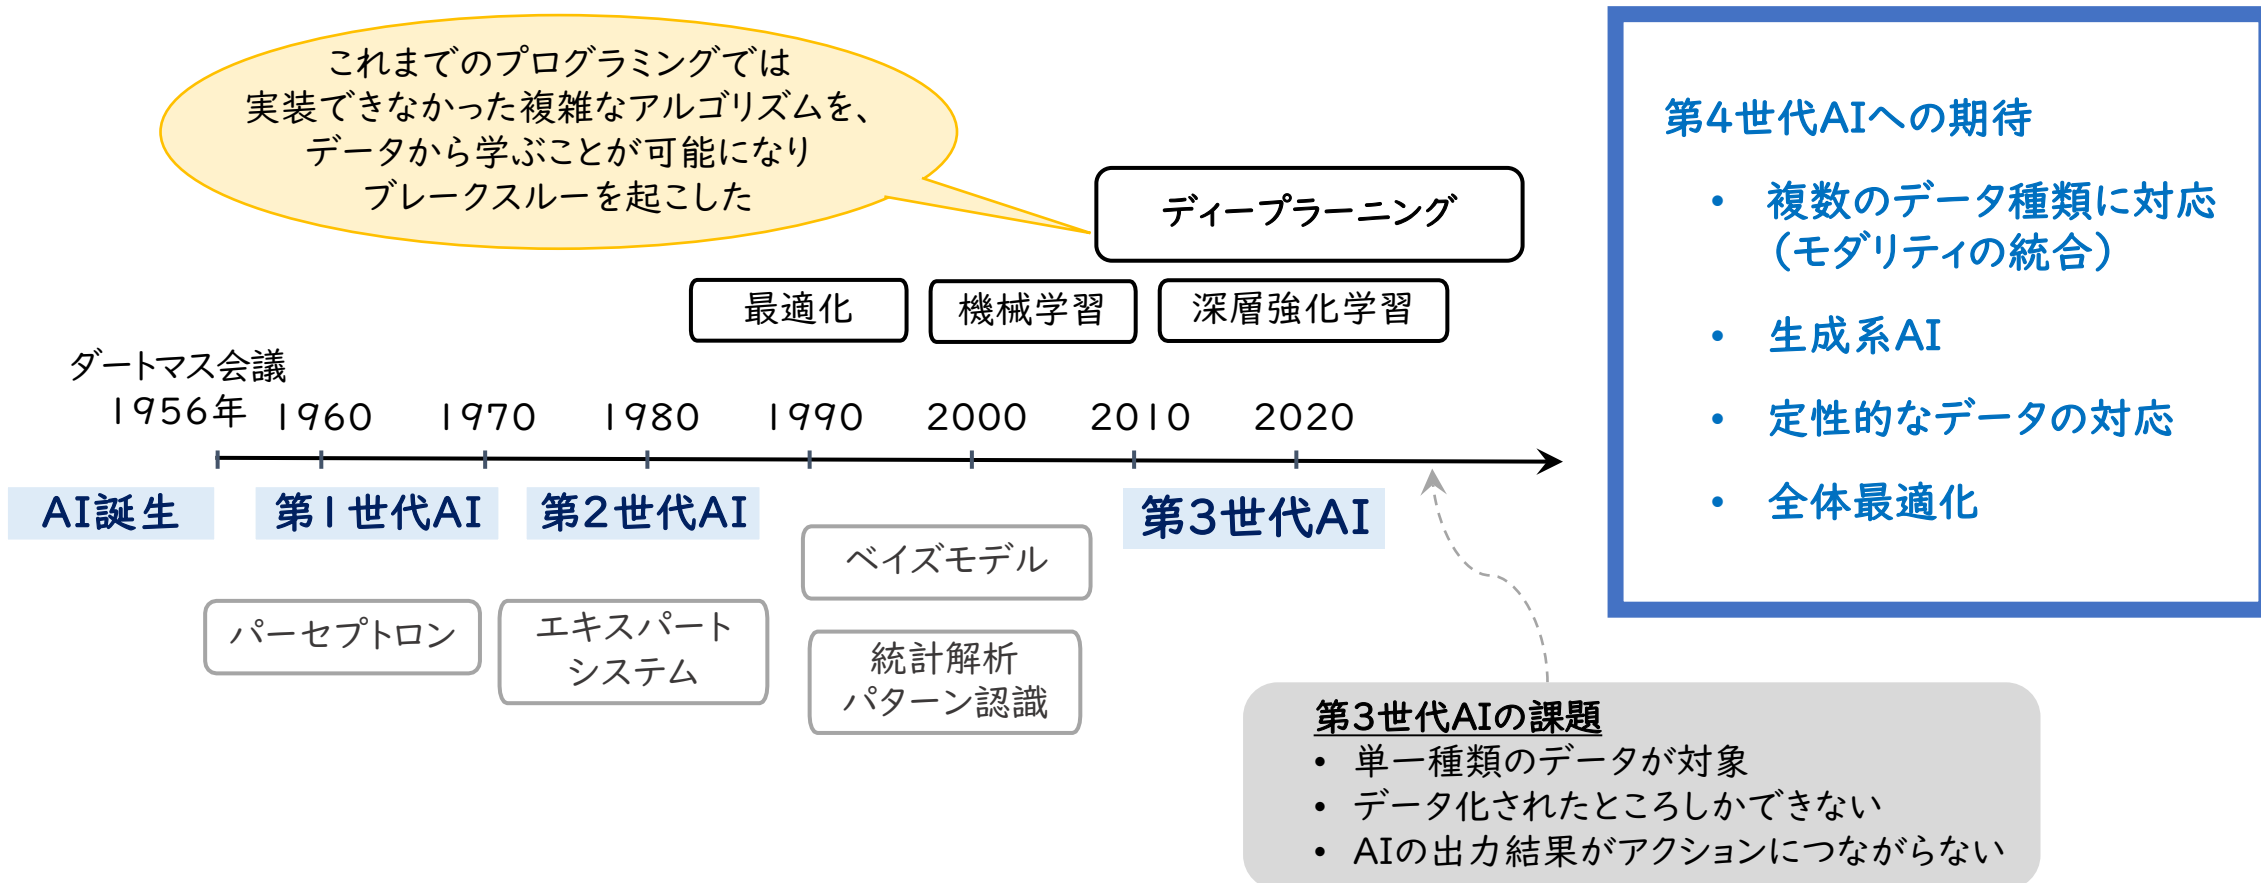 これまでのプログラミングでは
実装できなかった複雑なアルゴリズムを、
データから学ぶことが可能になり
ブレークスルーを起こした
ディープラーニング
最適化
機械学習
深層強化学習
ダートマス会議
1956年
1960
1970
1980
1990
2000
2010
2020
AI誕生
第1世代AI
第2世代AI
第3世代AI
ベイズモデル
パーセプトロン
エキスパート
システム
統計解析
パターン認識
第3世代AIの課題
• 単一種類のデータが対象
• データ化されたところしかできない
• AIの出力結果がアクションにつながらない
第4世代AIへの期待
• 複数のデータ種類に対応
（モダリティの統合）
• 生成系AI
• 定性的なデータの対応
• 全体最適化